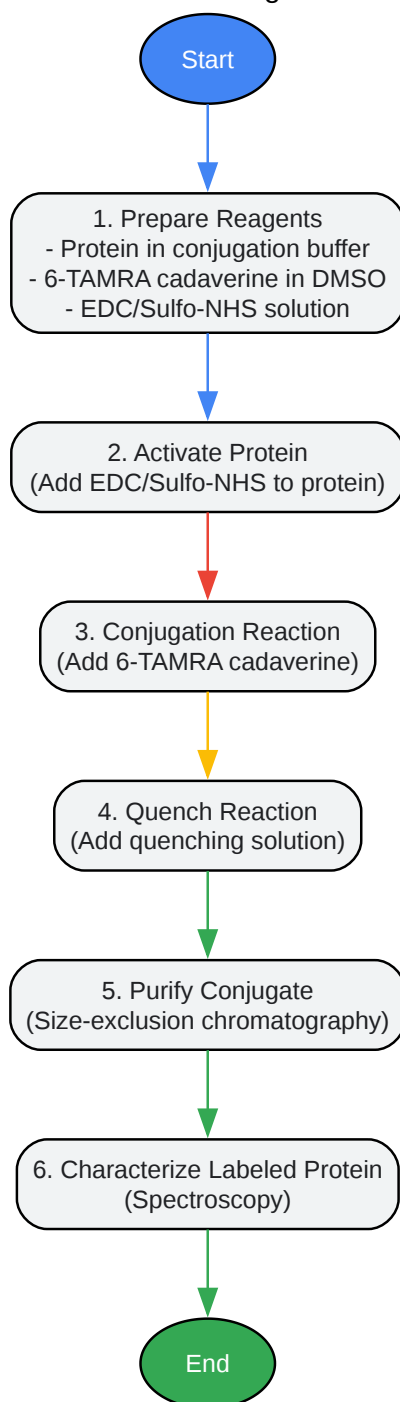 Start
1. Prepare Reagents
- Protein in conjugation buffer
- 6-TAMRA cadaverine in DMSO
- EDC/Sulfo-NHS solution
2. Activate Protein
(Add EDC/Sulfo-NHS to protein)
3. Conjugation Reaction
(Add 6-TAMRA cadaverine)
4. Quench Reaction
(Add quenching solution)
5. Purify Conjugate
(Size-exclusion chromatography)
6. Characterize Labeled Protein
(Spectroscopy)
End